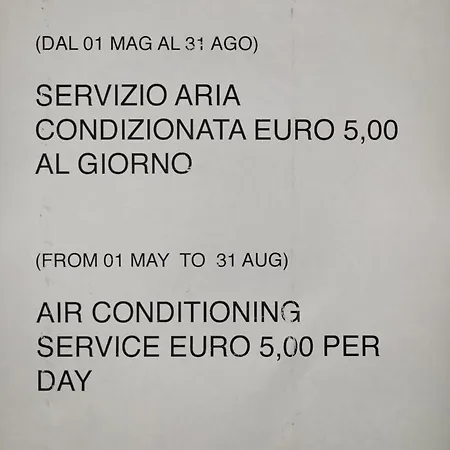 (DAL 01 MAG AL 31 AGO)
SERVIZIO ARIA
CONDIZIONATA EURO 5,00
AL GIORNO
(FROM 01 MAY TO 31 AUG)
AIR CONDITIONING
SERVICE EURO 5,00 PER
DAY